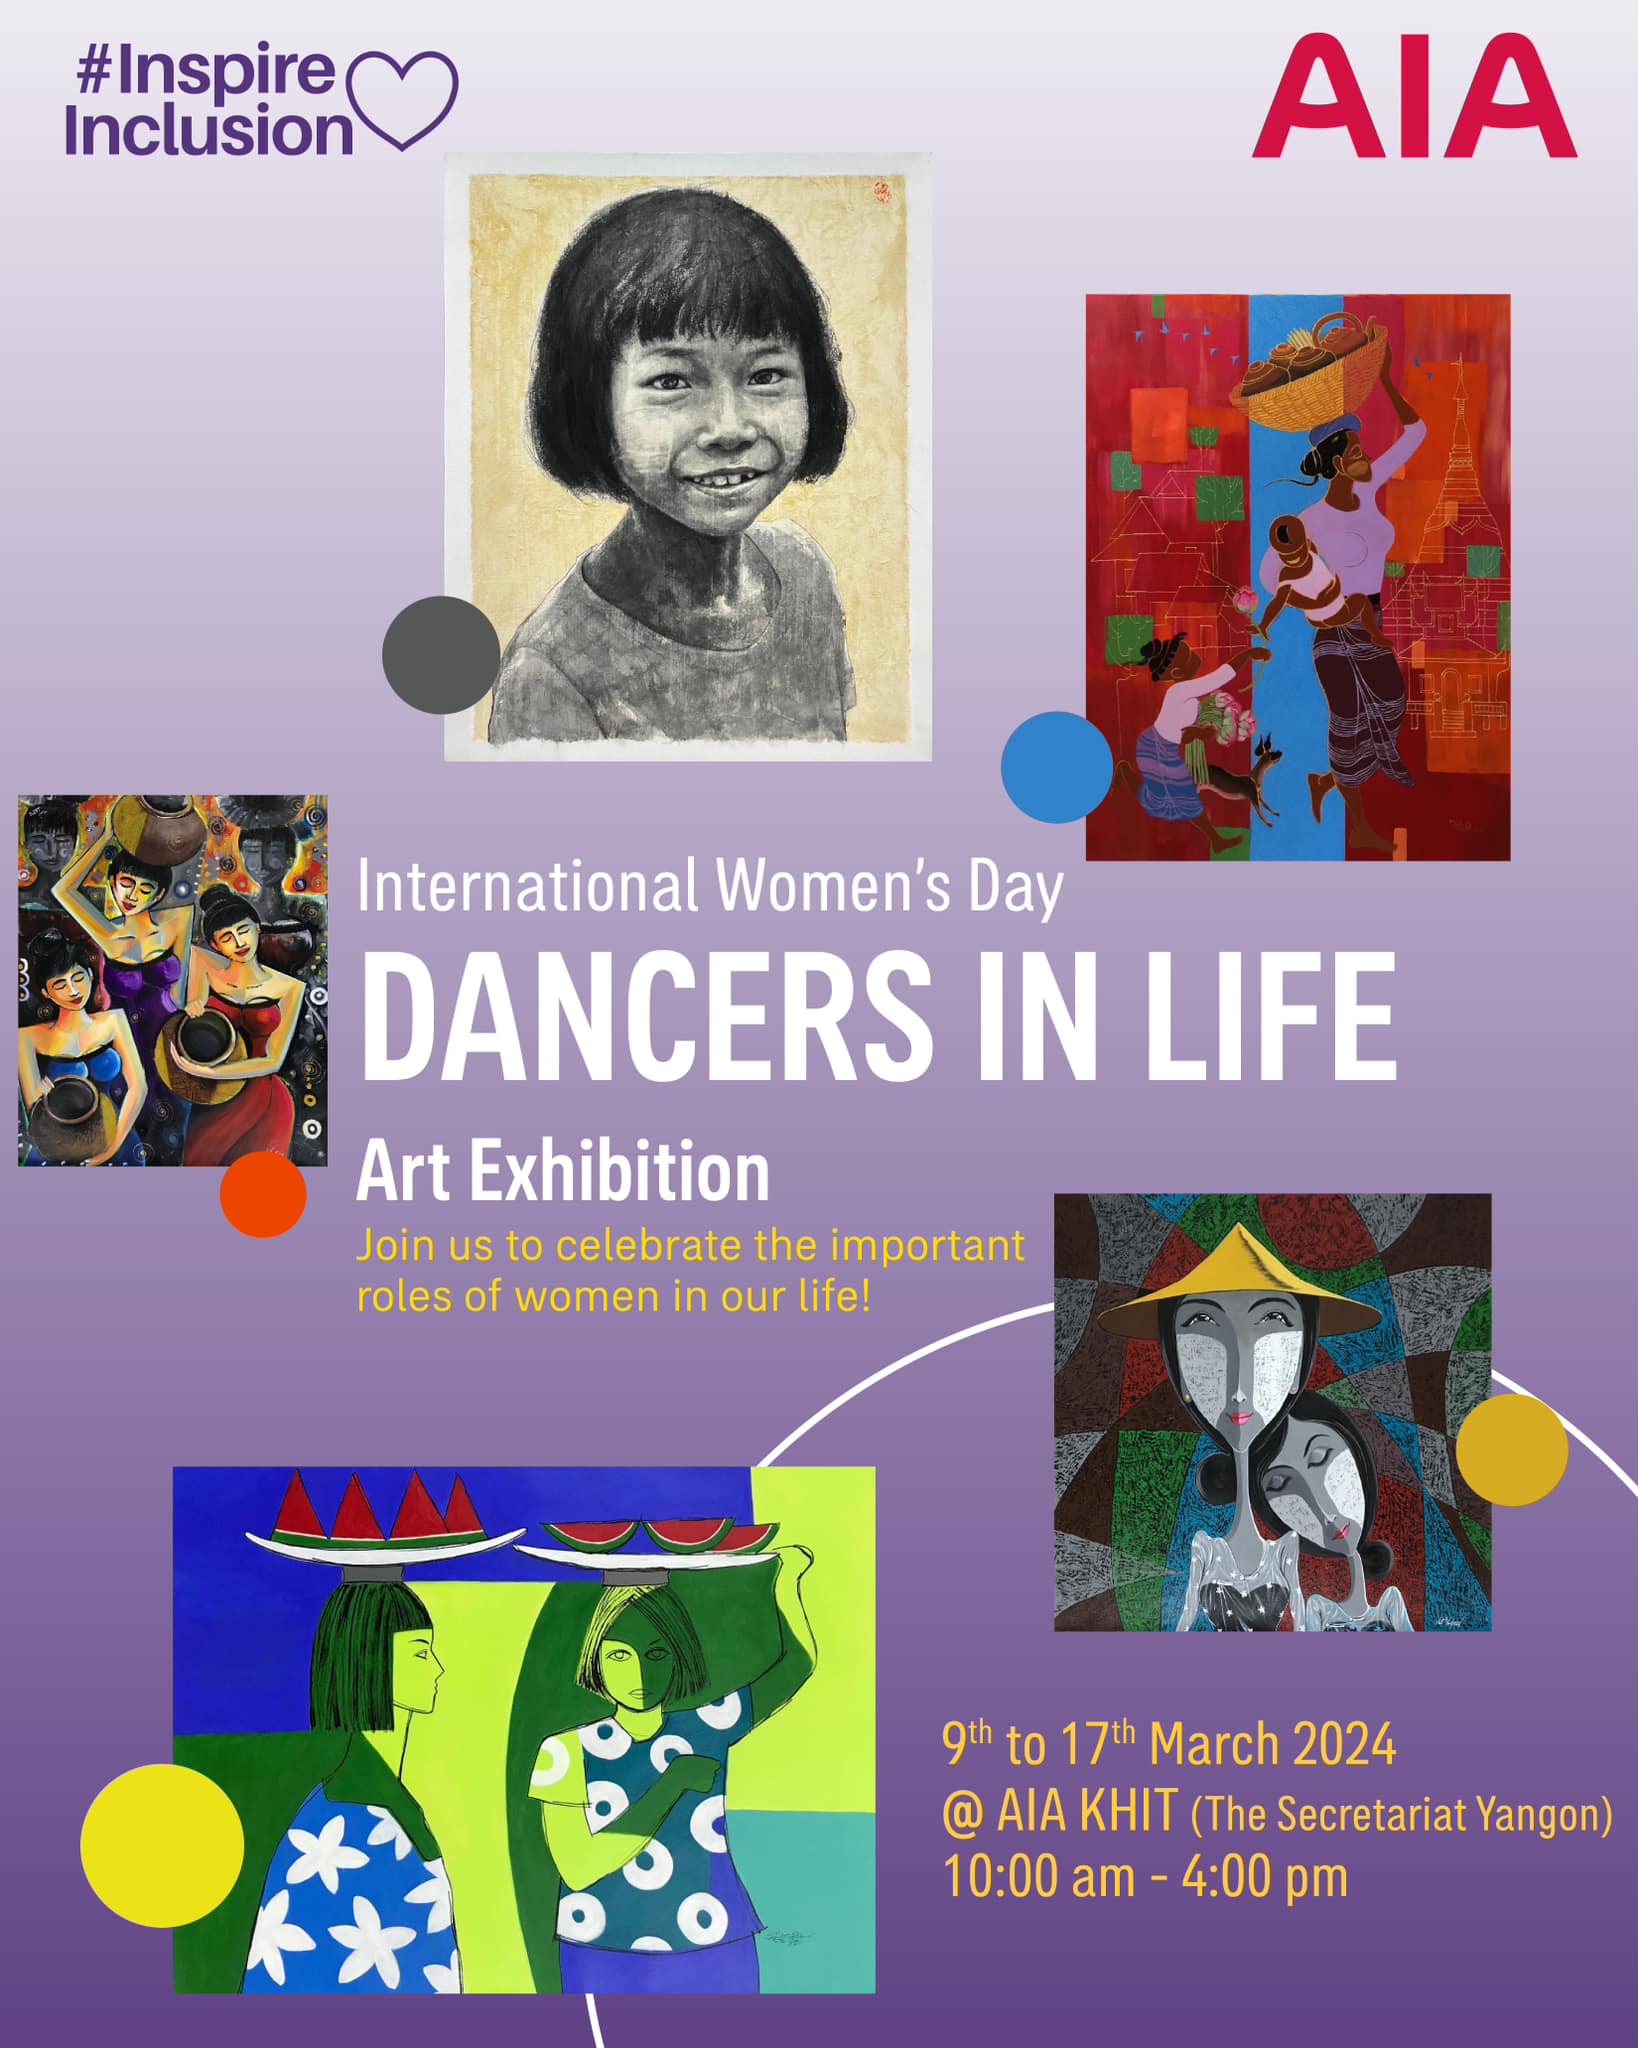 #Inspire
Inclusion
AIA
International Women's Day
DANCERS IN LIFE
Art Exhibition
Join us to celebrate the important
roles of women in our life!
9th to 17th March 2024
@ AIA KHIT (The Secretariat Yangon)
10:00 am - 4:00 pm